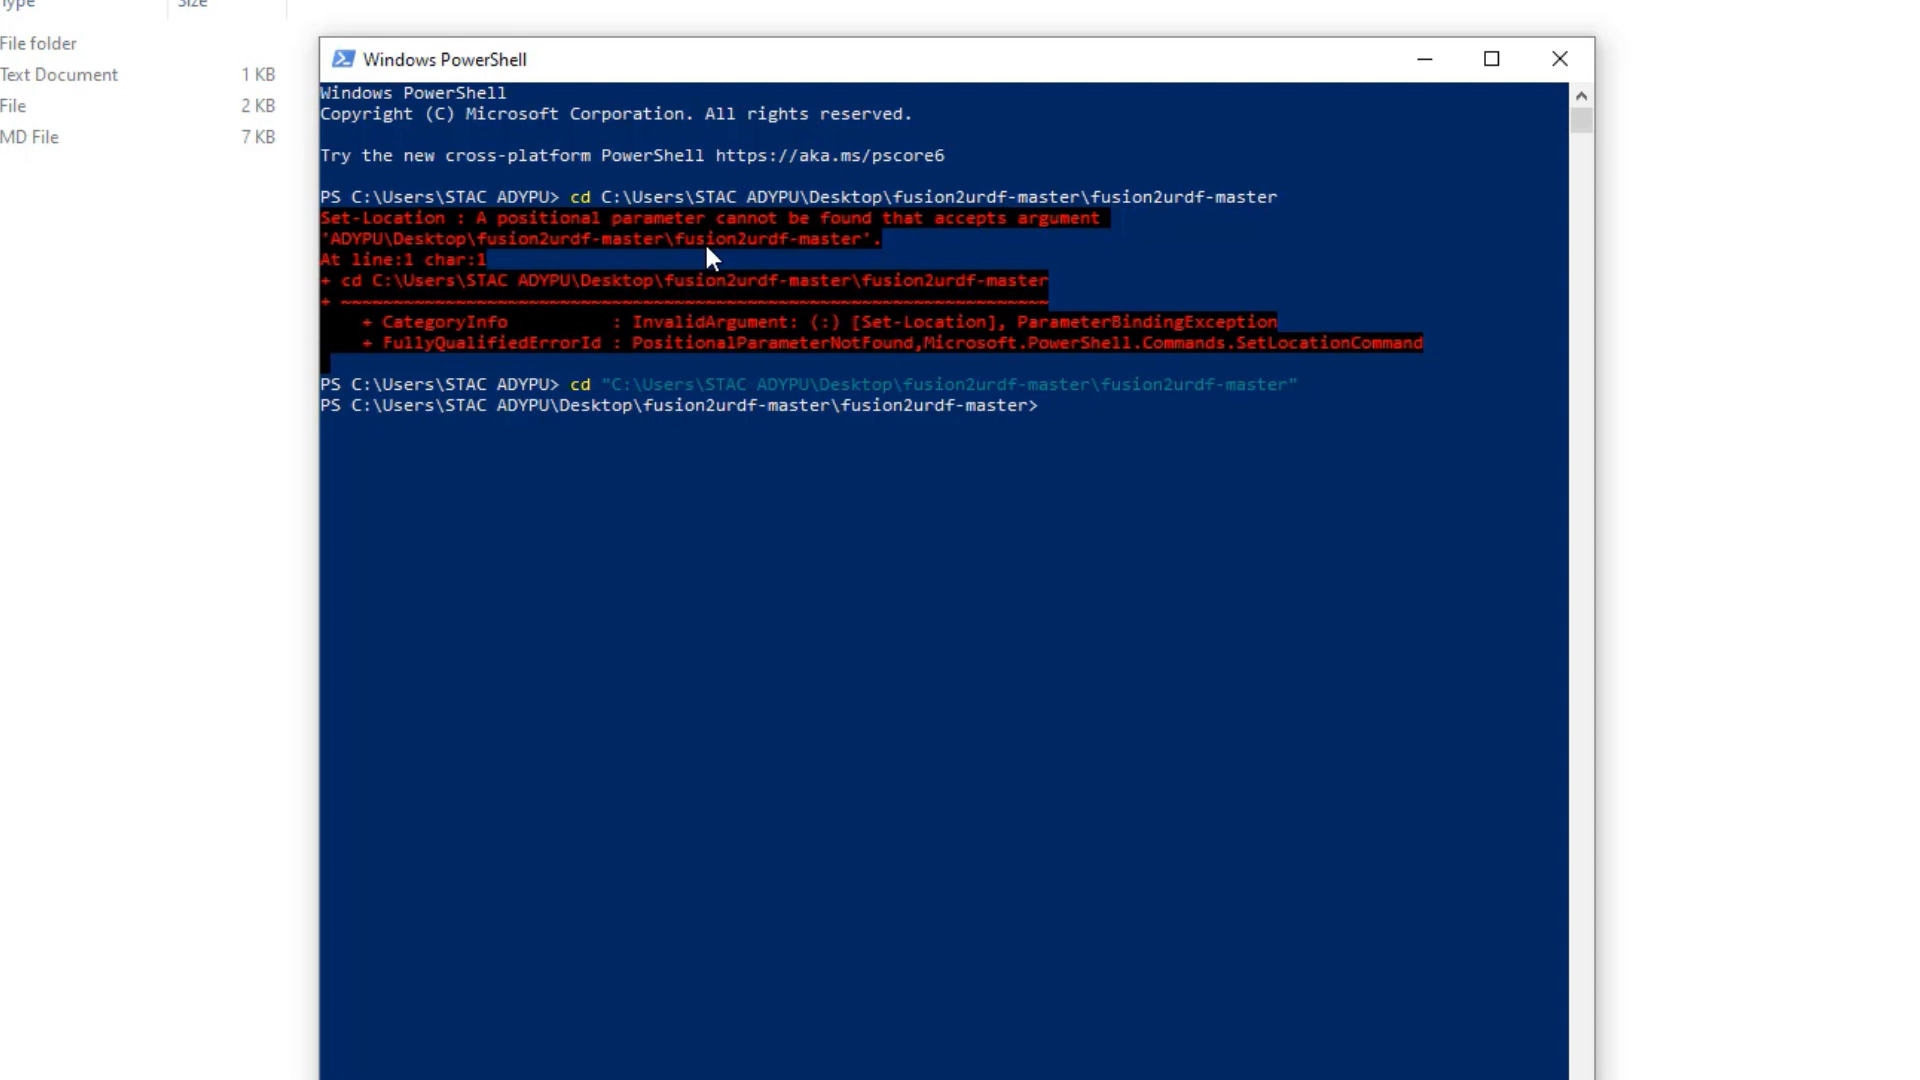 Type Size
File folder
Text Document 1 KB
File 2 KB
MD File 7 KB
Windows PowerShell
Windows PowerShell
Copyright (C) Microsoft Corporation. All rights reserved.
Try the new cross-platform PowerShell https://aka.ms/pscore6
PS C:\Users\STAC ADYPU> cd C:\Users\STAC ADYPU\Desktop\fusion2urdf-master\fusion2urdf-master
Set-Location : A positional parameter cannot be found that accepts argument
'ADYPU\Desktop\fusion2urdf-master\fusion2urdf-master'.
At line:1 char:1
+ cd C:\Users\STAC ADYPU\Desktop\fusion2urdf-master\fusion2urdf-master
+ ~~~~~~~~~~~~~~~~~~~~~~~~~~~~~~~~~~~~~~~~~~~~~~~~~~~~~~~~~~~~~~~~~~~~
+ CategoryInfo : InvalidArgument: (:) [Set-Location], ParameterBindingException
+ FullyQualifiedErrorId : PositionalParameterNotFound,Microsoft.PowerShell.Commands.SetLocationCommand
PS C:\Users\STAC ADYPU> cd "C:\Users\STAC ADYPU\Desktop\fusion2urdf-master\fusion2urdf-master"
PS C:\Users\STAC ADYPU\Desktop\fusion2urdf-master\fusion2urdf-master>